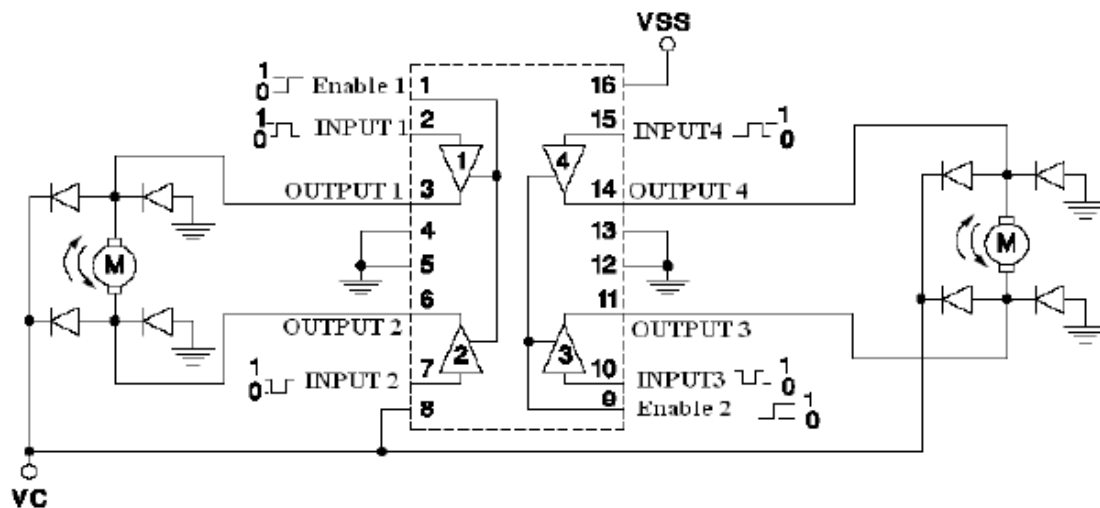 VSS
1
0
Enable 1
1
16
1
0
INPUT 1
2
15
INPUT4
1
0
1
4
OUTPUT 1
3
14
OUTPUT 4
4
13
M
M
5
12
6
11
OUTPUT 2
OUTPUT 3
2
3
1
0
INPUT 2
7
10
INPUT3
1
0
8
9
Enable 2
1
0
VC